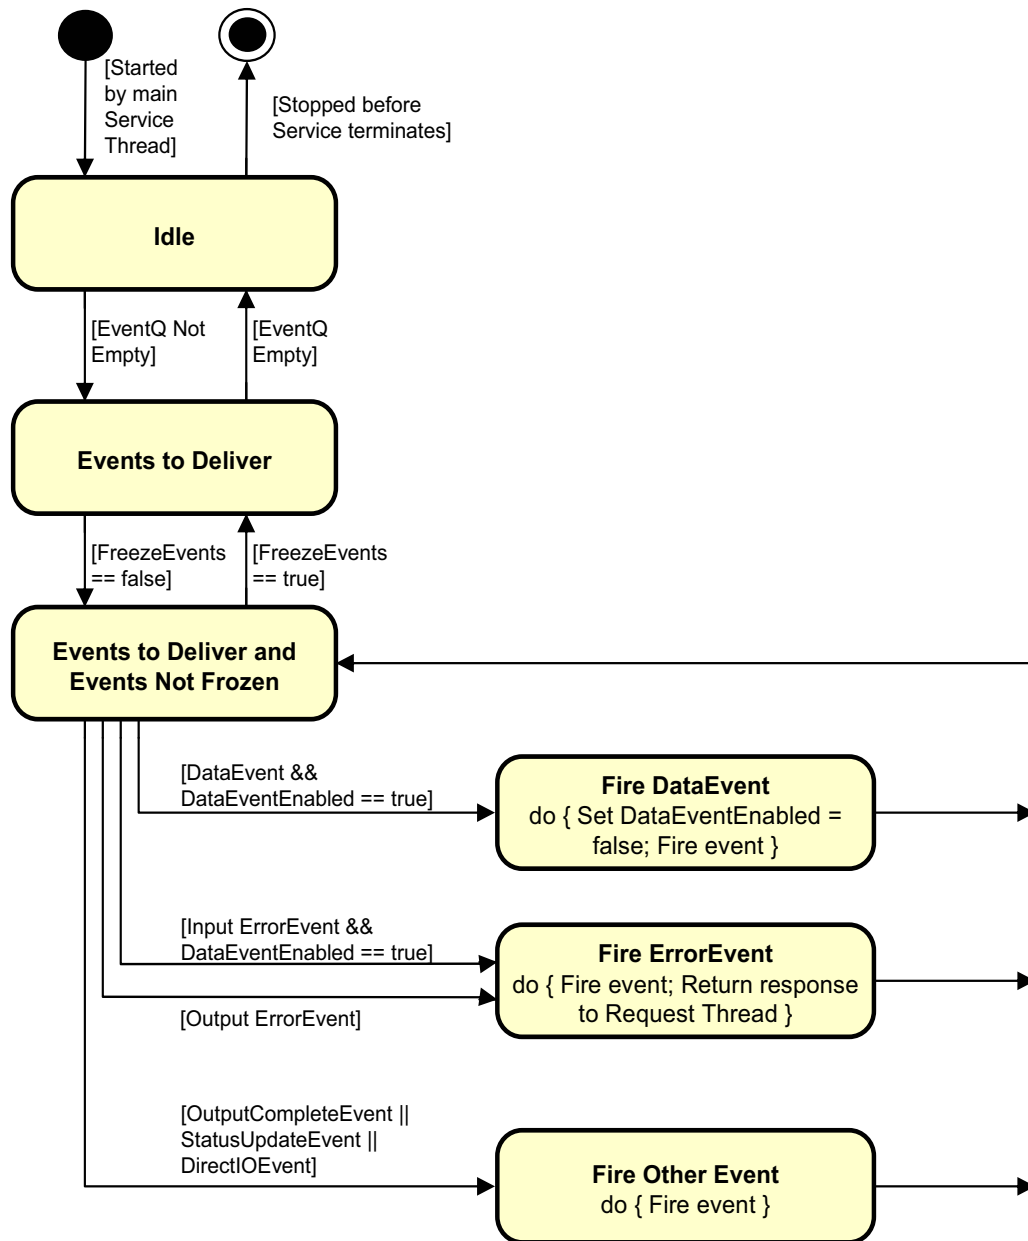 [Started
by main
Service
Thread]
[Stopped before
Service terminates]
Idle
[EventQ Not
Empty]
[EventQ
Empty]
Events to Deliver
[FreezeEvents
== false]
[FreezeEvents
== true]
Events to Deliver and
Events Not Frozen
[DataEvent &&
DataEventEnabled == true]
Fire DataEvent
do { Set DataEventEnabled =
false; Fire event }
[Input ErrorEvent &&
DataEventEnabled == true]
Fire ErrorEvent
do { Fire event; Return response
to Request Thread }
[Output ErrorEvent]
[OutputCompleteEvent ||
StatusUpdateEvent ||
DirectIOEvent]
Fire Other Event
do { Fire event }